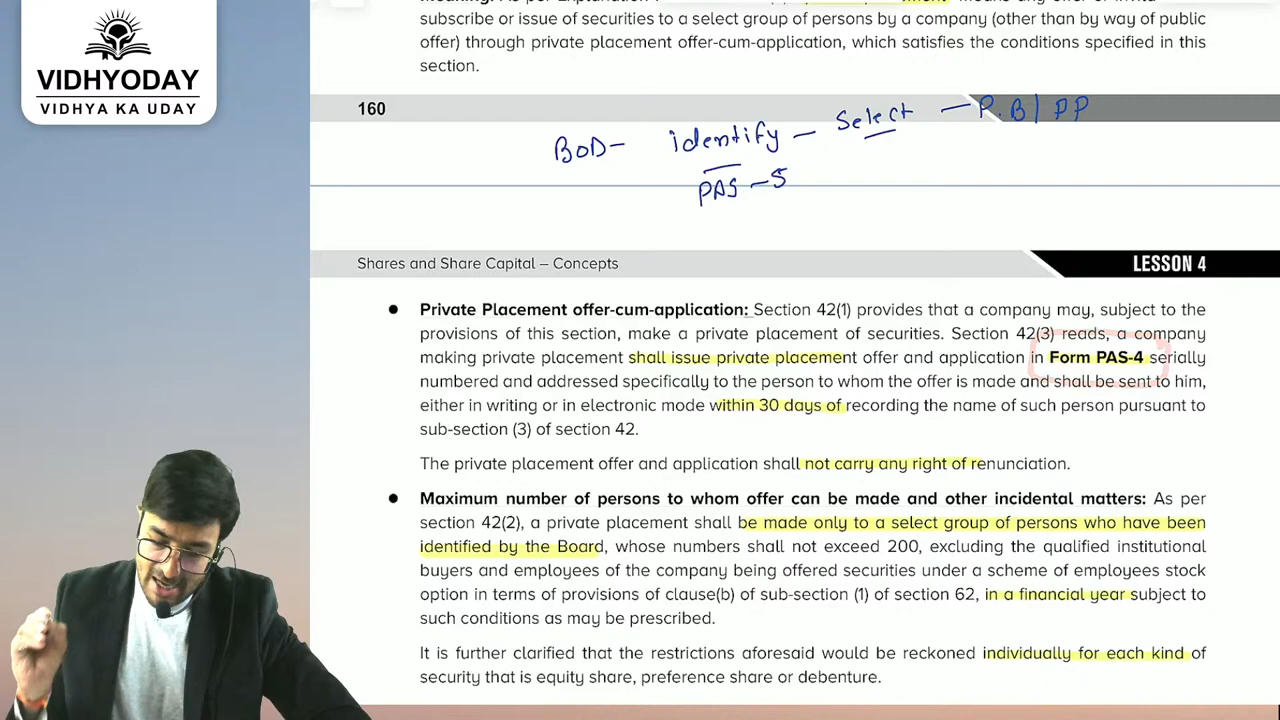 VIDHYODAY
VIDHYA KA UDAY
subscribe or issue of securities to a select group of persons by a company (other than by way of public
offer) through private placement offer-cum-application, which satisfies the conditions specified in this
section.
160
BOD- identify - Select - P.B / PP
PAS-5
Shares and Share Capital – Concepts
LESSON 4
● Private Placement offer-cum-application: Section 42(1) provides that a company may, subject to the
provisions of this section, make a private placement of securities. Section 42(3) reads, a company
making private placement shall issue private placement offer and application in Form PAS-4 serially
numbered and addressed specifically to the person to whom the offer is made and shall be sent to him,
either in writing or in electronic mode within 30 days of recording the name of such person pursuant to
sub-section (3) of section 42.
The private placement offer and application shall not carry any right of renunciation.
● Maximum number of persons to whom offer can be made and other incidental matters: As per
section 42(2), a private placement shall be made only to a select group of persons who have been
identified by the Board, whose numbers shall not exceed 200, excluding the qualified institutional
buyers and employees of the company being offered securities under a scheme of employees stock
option in terms of provisions of clause(b) of sub-section (1) of section 62, in a financial year subject to
such conditions as may be prescribed.
It is further clarified that the restrictions aforesaid would be reckoned individually for each kind of
security that is equity share, preference share or debenture.